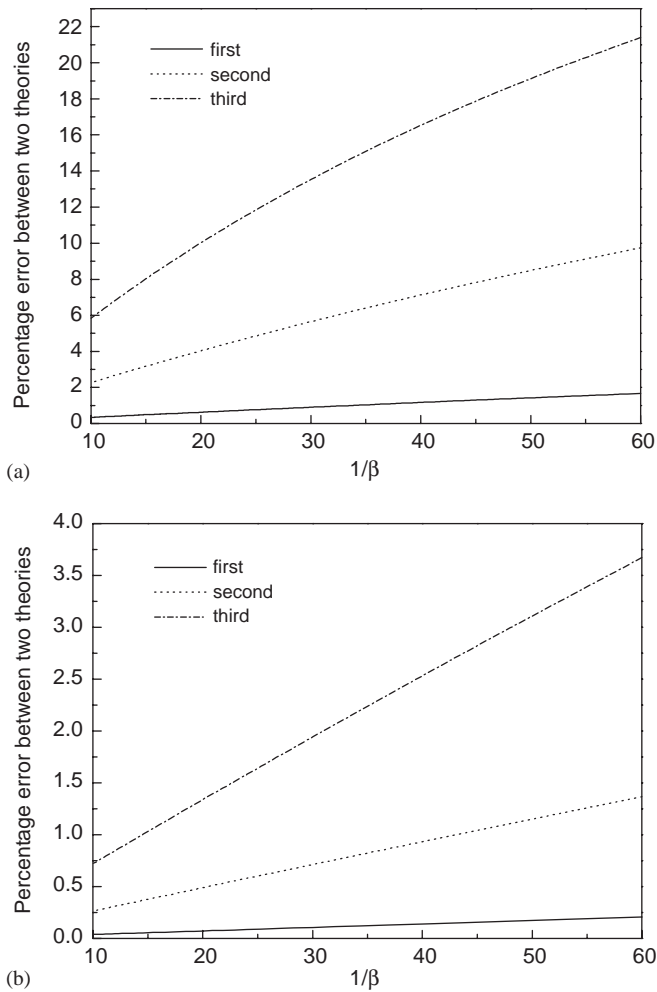 22
20
18
16
14
12
10
8
6
4
2
0
Percentage error between two theories
first
second
third
10 20 30 40 50 60
1/β
(a)
4.0
3.5
3.0
2.5
2.0
1.5
1.0
0.5
0.0
Percentage error between two theories
first
second
third
10 20 30 40 50 60
1/β
(b)